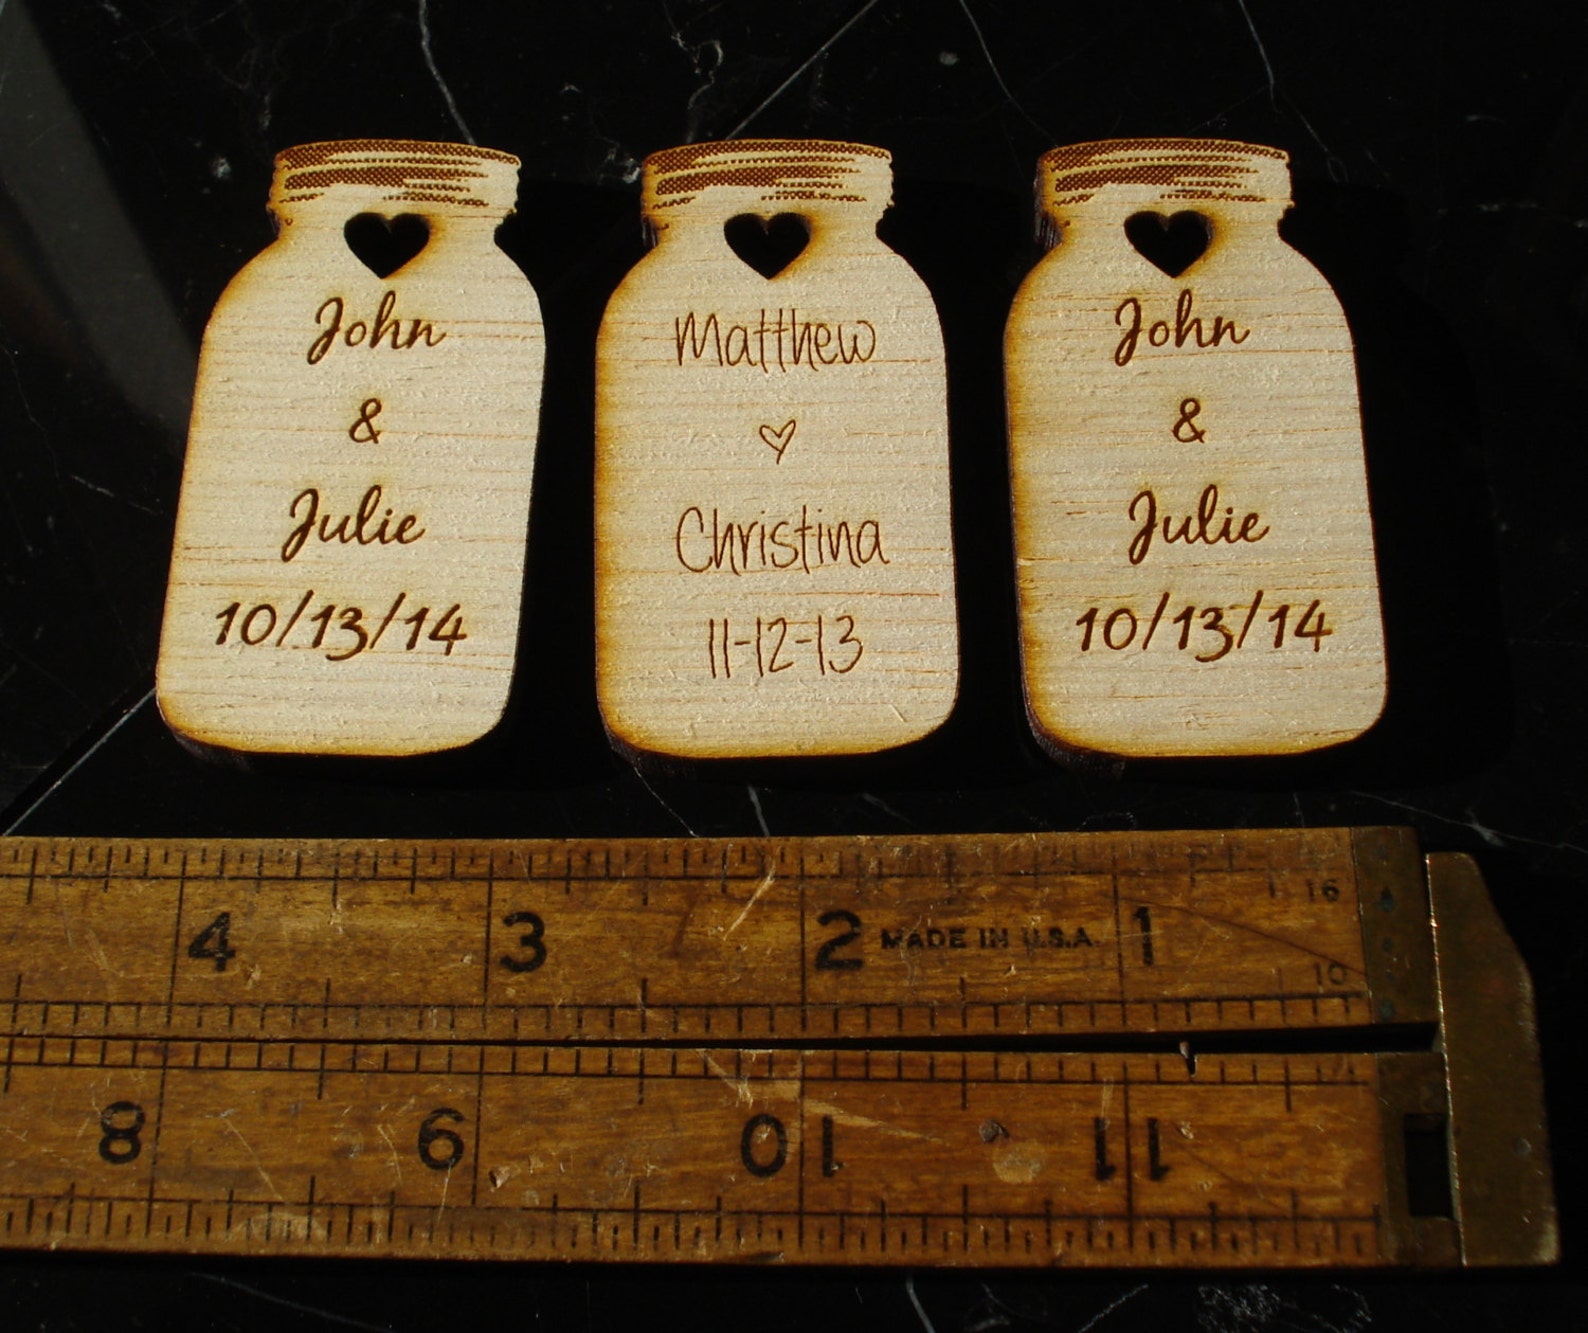 John
&
Julie
10/13/14
Matthew
Christina
11-12-13
John
&
Julie
10/13/14
4 3 2 MADE IN U.S.A. 1 16
10
8 9 10 11